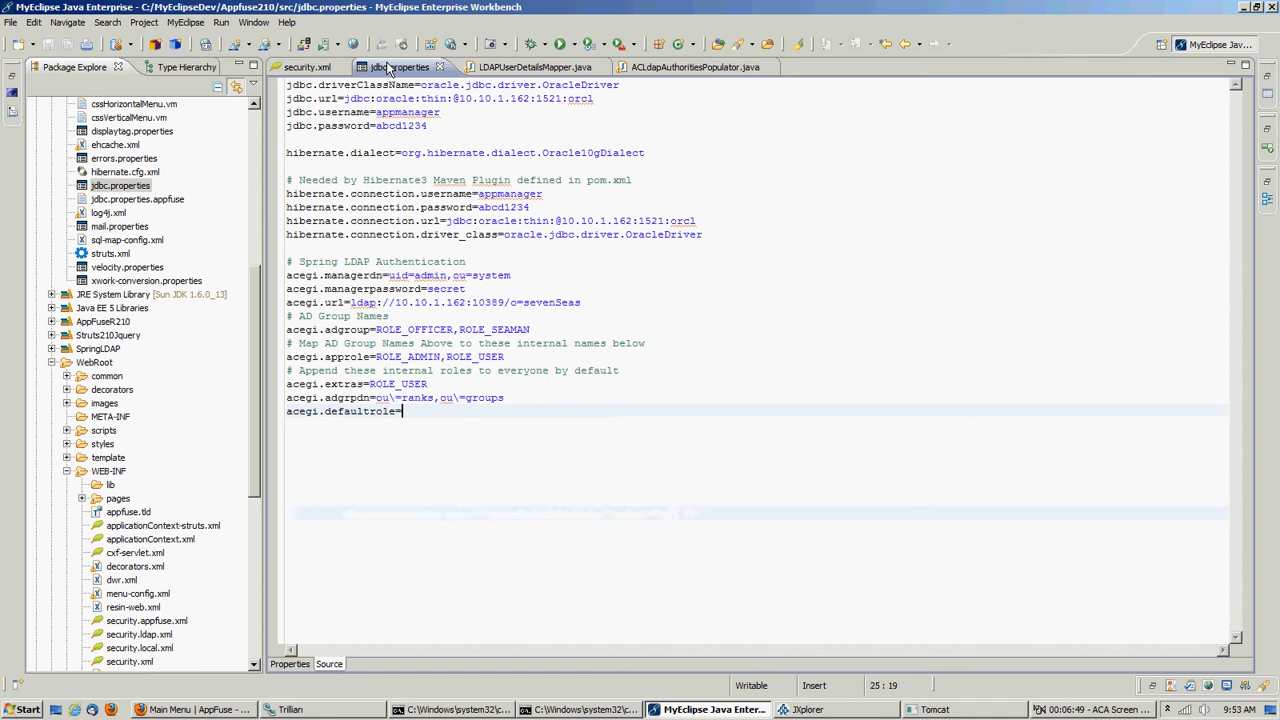 MyEclipse Java Enterprise - C:/MyEclipseDev/Appfuse210/src/jdbc.properties - MyEclipse Enterprise Workbench
File Edit Navigate Search Project MyEclipse Run Window Help
MyEclipse Jav...
Package Explore
Type Hierarchy
security.xml
jdbc.properties
LDAPUserDetailsMapper.java
ACLdapAuthoritiesPopulator.java
cssHorizontalMenu.vm
cssVerticalMenu.vm
displaytag.properties
ehcache.xml
errors.properties
hibernate.cfg.xml
jdbc.properties
jdbc.properties.appfuse
log4j.xml
mail.properties
sql-map-config.xml
struts.xml
velocity.properties
xwork-conversion.properties
JRE System Library [Sun JDK 1.6.0_13]
Java EE 5 Libraries
AppFuseR210
Struts210Jquery
SpringLDAP
WebRoot
common
decorators
images
META-INF
scripts
styles
template
WEB-INF
lib
pages
appfuse.tld
applicationContext-struts.xml
applicationContext.xml
cxf-servlet.xml
decorators.xml
dwr.xml
menu-config.xml
resin-web.xml
security.appfuse.xml
security.ldap.xml
security.local.xml
security.xml
jdbc.driverClassName=oracle.jdbc.driver.OracleDriver
jdbc.url=jdbc:oracle:thin:@10.10.1.162:1521:orcl
jdbc.username=appmanager
jdbc.password=abcd1234
hibernate.dialect=org.hibernate.dialect.Oracle10gDialect
# Needed by Hibernate3 Maven Plugin defined in pom.xml
hibernate.connection.username=appmanager
hibernate.connection.password=abcd1234
hibernate.connection.url=jdbc:oracle:thin:@10.10.1.162:1521:orcl
hibernate.connection.driver_class=oracle.jdbc.driver.OracleDriver
# Spring LDAP Authentication
acegi.managerdn=uid=admin,ou=system
acegi.managerpassword=secret
acegi.url=ldap://10.10.1.162:10389/o=sevenSeas
# AD Group Names
acegi.adgroup=ROLE_OFFICER,ROLE_SEAMAN
# Map AD Group Names Above to these internal names below
acegi.approle=ROLE_ADMIN,ROLE_USER
# Append these internal roles to everyone by default
acegi.extras=ROLE_USER
acegi.adgrpdn=ou\=ranks,ou\=groups
acegi.defaultrole=
Properties Source
Writable Insert 25 : 19
Start
Main Menu | AppFuse ...
Trillian
C:\Windows\system32\c...
C:\Windows\system32\c...
MyEclipse Java Enter...
JXplorer
Tomcat
00:06:49 - ACA Screen ...
9:53 AM